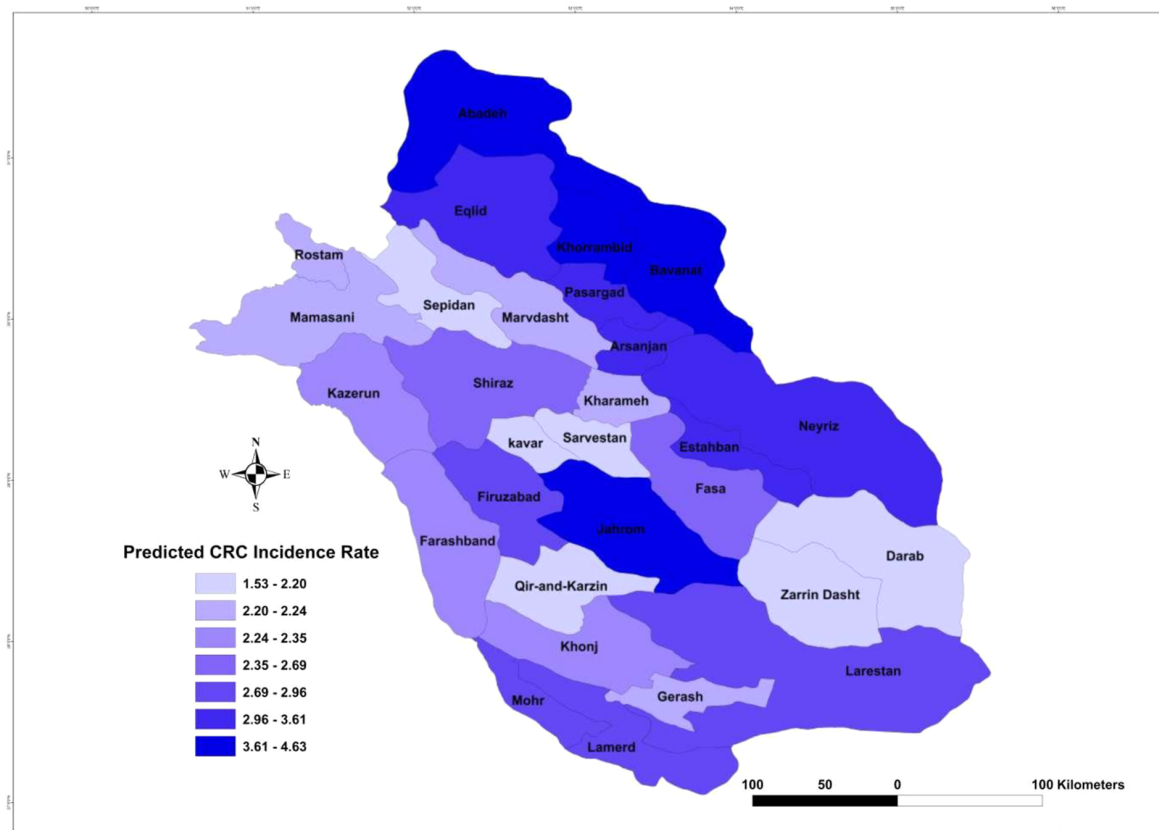 Abadeh
Eqlid
Khorrambid
Rostam
Bavanat
Pasargad
Sepidan
Mamasani
Marvdasht
Arsanjan
Shiraz
Kazerun
Kharameh
Neyriz
kavar
Sarvestan
Estahban
N
W E
S
Fasa
Firuzabad
Jahrom
Farashband
Darab
Predicted CRC Incidence Rate
1.53 - 2.20
2.20 - 2.24
2.24 - 2.35
2.35 - 2.69
2.69 - 2.96
2.96 - 3.61
3.61 - 4.63
Qir-and-Karzin
Zarrin Dasht
Khonj
Larestan
Gerash
Mohr
Lamerd
100 50 0 100 Kilometers